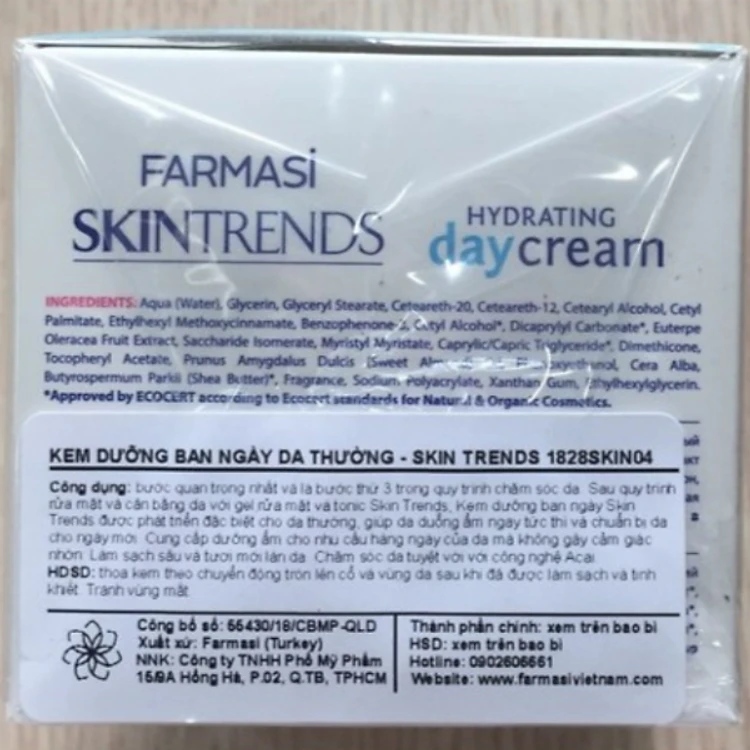 FARMASİ
SKINTRENDS
HYDRATING
daycream
INGREDIENTS: Aqua (Water), Glycerin, Glyceryl Stearate, Ceteareth-20, Ceteareth-12, Cetearyl Alcohol, Cetyl
Palmitate, Ethylhexyl Methoxycinnamate, Cetyl Alcohol*, Dicaprylyl Carbonate*, Euterpe
Oleracea Fruit Extract, Saccharide Isomerate, Myristyl Myristate, Caprylic/Capric Triglyceride*, Dimethicone,
Tocopheryl Acetate, Prunus Amygdalus Dulcis (Sweet Cera Alba,
Butyrospermum Parkii (Shea Butter)*, Fragrance, Sodium Polyacrylate, Xanthan Gum, Ethylhexylglycerin.
*Approved by ECOCERT according to Ecocert standards for Natural & Organic Cosmetics.
KEM DƯỠNG BAN NGÀY DA THƯỜNG - SKIN TRENDS 1828SKIN04
Công dụng: bước quan trọng nhất và là bước thứ 3 trong quy trình chăm sóc da. Sau quy trình
rửa mặt và cân bằng da với gel rửa mặt và tonic Skin Trends, Kem dưỡng ban ngày Skin
Trends được phát triển đặc biệt cho da thường, giúp da dưỡng ẩm ngay tức thì và chuẩn bị da
cho ngày mới. Cung cấp dưỡng ẩm cho nhu cầu hàng ngày của da mà không gây cảm giác
nhờn. Làm sạch sâu và tươi mới làn da. Chăm sóc da tuyệt vời với công nghệ Acai.
HDSD: thoa kem theo chuyển động tròn lên cổ và vùng da sau khi đã được làm sạch và tinh
khiết. Tránh vùng mắt.
Công bố số: 55430/18/CBMP-QLD
Xuất xứ: Farmasi (Turkey)
NNK: Công ty TNHH Phố Mỹ Phẩm
15/9A Hồng Hà, P.02, Q.TB, TPHCM
Thành phần chính: xem trên bao bì
HSD: xem trên bao bì
Hotline: 0902606661
Website: www.farmasivietnam.com